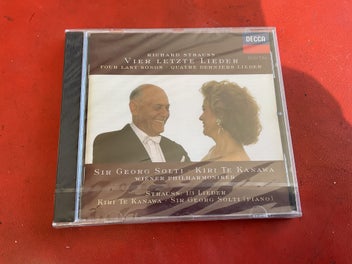 DECCA
RICHARD STRAUSS
VIER LETZTE LIEDER
FOUR LAST SONGS · QUATRE DERNIERS LIEDER
SIR GEORG SOLTI · KIRI TE KANAWA
WIENER PHILHARMONIKER
STRAUSS: 13 LIEDER
KIRI TE KANAWA · SIR GEORG SOLTI (PIANO)